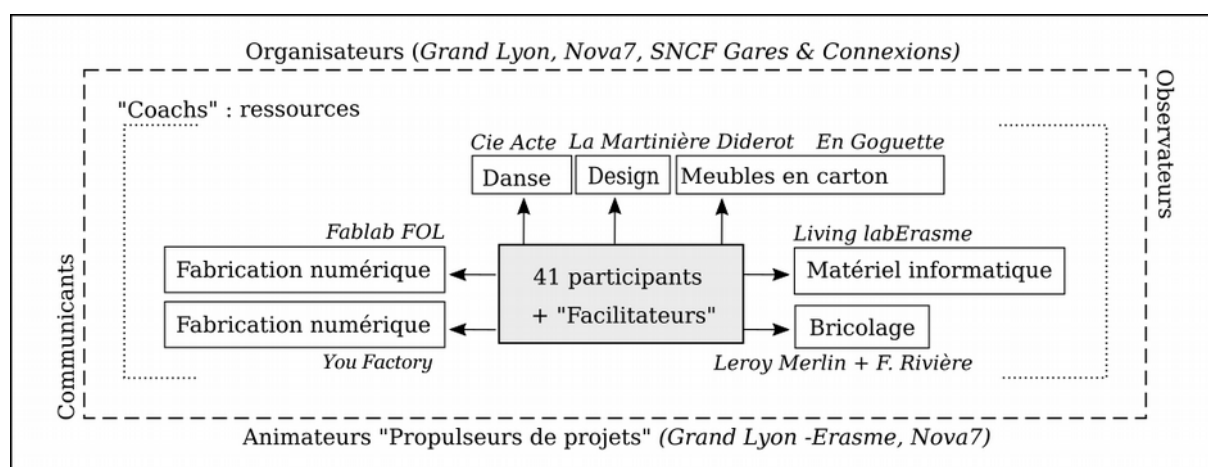 Organisateurs (Grand Lyon, Nova7, SNCF Gares & Connexions)
Observateurs
"Coachs" : ressources
Cie Acte
La Martinière Diderot
En Goguette
Danse
Design
Meubles en carton
Fablab FOL
Living labErasme
Fabrication numérique
41 participants
+ "Facilitateurs"
Matériel informatique
Fabrication numérique
Bricolage
You Factory
Leroy Merlin + F. Rivière
Communicants
Animateurs "Propulseurs de projets" (Grand Lyon -Erasme, Nova7)